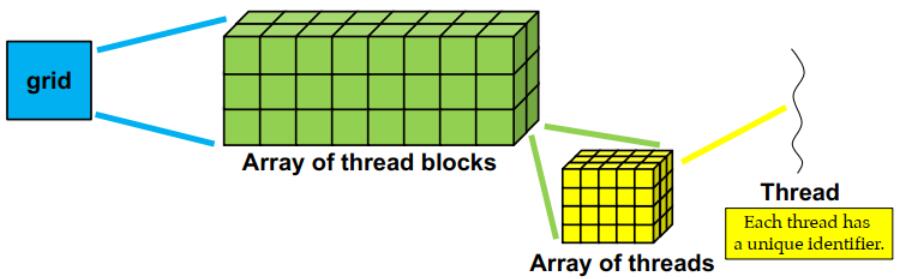 grid
Array of thread blocks
Array of threads
Thread
Each thread has
a unique identifier.